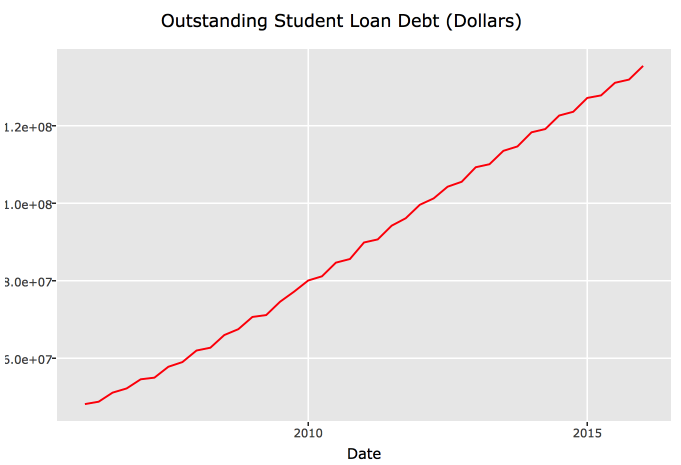 Outstanding Student Loan Debt (Dollars)
1.2e+08
1.0e+08
8.0e+07
6.0e+07
2010
2015
Date